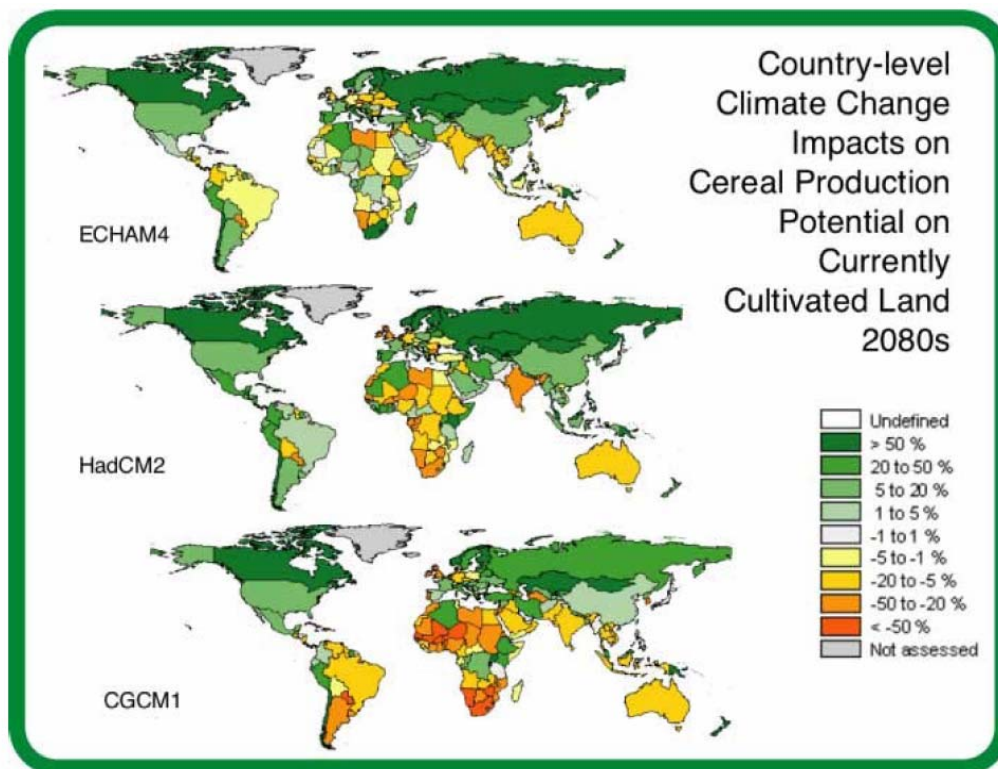 Country-level
Climate Change
Impacts on
Cereal Production
Potential on
Currently
Cultivated Land
2080s
ECHAM4
HadCM2
CGCM1
Undefined
> 50 %
20 to 50 %
5 to 20 %
1 to 5 %
-1 to 1 %
-5 to -1 %
-20 to -5 %
-50 to -20 %
< -50 %
Not assessed